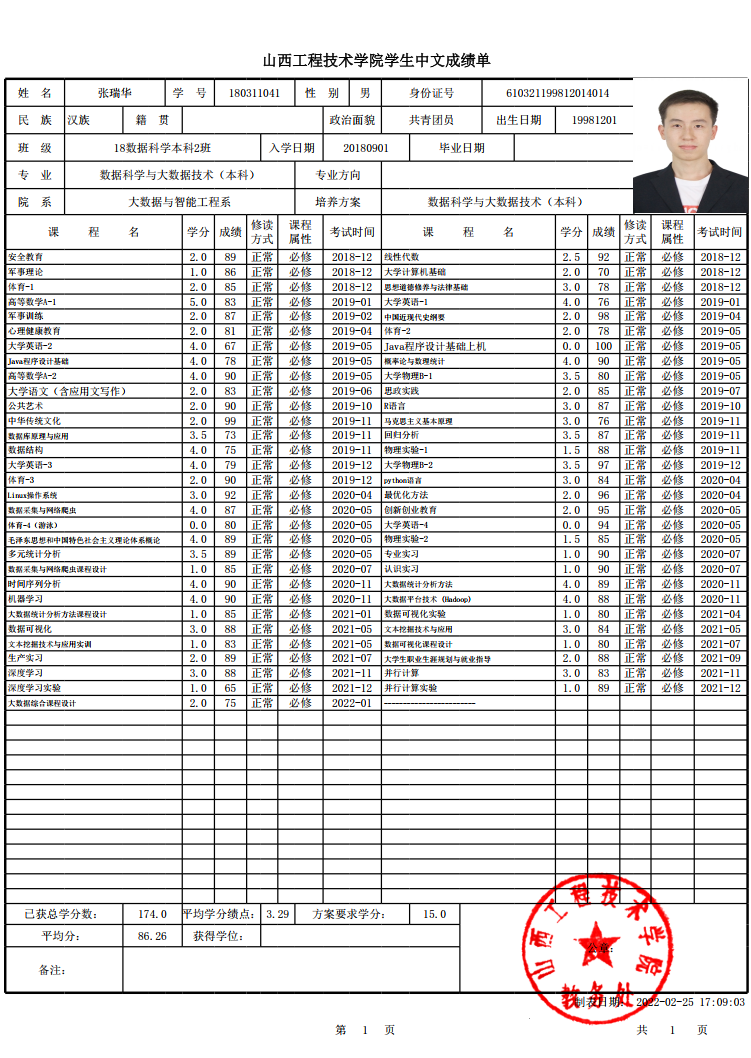 山西工程技术学院学生中文成绩单
姓 名 张瑞华 学 号 180311041 性 别 男 身份证号 610321199812014014
民 族 汉族 籍 贯 政治面貌 共青团员 出生日期 19981201
班 级 18数据科学本科2班 入学日期 20180901 毕业日期
专 业 数据科学与大数据技术（本科） 专业方向
院 系 大数据与智能工程系 培养方案 数据科学与大数据技术（本科）
课 程 名 学分 成绩 修读方式 课程属性 考试时间 课 程 名 学分 成绩 修读方式 课程属性 考试时间
安全教育 2.0 89 正常 必修 2018-12 线性代数 2.5 92 正常 必修 2018-12
军事理论 1.0 86 正常 必修 2018-12 大学计算机基础 2.0 70 正常 必修 2018-12
体育-1 2.0 85 正常 必修 2018-12 思想道德修养与法律基础 3.0 78 正常 必修 2018-12
高等数学A-1 5.0 83 正常 必修 2019-01 大学英语-1 4.0 76 正常 必修 2019-01
军事训练 2.0 87 正常 必修 2019-02 中国近现代史纲要 2.0 98 正常 必修 2019-04
心理健康教育 2.0 81 正常 必修 2019-04 体育-2 2.0 78 正常 必修 2019-04
大学英语-2 4.0 67 正常 必修 2019-05 Java程序设计基础上机 0.0 100 正常 必修 2019-05
Java程序设计基础 4.0 78 正常 必修 2019-05 概率论与数理统计 4.0 90 正常 必修 2019-05
高等数学A-2 4.0 90 正常 必修 2019-05 大学物理B-1 3.5 80 正常 必修 2019-05
大学语文（含应用文写作） 2.0 83 正常 必修 2019-06 思政实践 2.0 85 正常 必修 2019-07
公共艺术 2.0 90 正常 必修 2019-10 R语言 3.0 87 正常 必修 2019-10
中华传统文化 2.0 99 正常 必修 2019-11 马克思主义基本原理 3.0 76 正常 必修 2019-11
数据库原理与应用 3.5 73 正常 必修 2019-11 回归分析 3.5 87 正常 必修 2019-11
数据结构 4.0 75 正常 必修 2019-11 物理实验-1 1.5 88 正常 必修 2019-11
大学英语-3 4.0 79 正常 必修 2019-12 大学物理B-2 3.5 97 正常 必修 2019-12
体育-3 2.0 90 正常 必修 2019-12 python语言 3.0 84 正常 必修 2020-04
Linux操作系统 3.0 92 正常 必修 2020-04 最优化方法 2.0 96 正常 必修 2020-04
数据采集与网络爬虫 4.0 87 正常 必修 2020-05 创新创业教育 2.0 95 正常 必修 2020-05
体育-4（游泳） 0.0 80 正常 必修 2020-05 大学英语-4 0.0 94 正常 必修 2020-05
毛泽东思想和中国特色社会主义理论体系概论 4.0 89 正常 必修 2020-05 物理实验-2 1.5 85 正常 必修 2020-05
多元统计分析 3.5 89 正常 必修 2020-05 专业实习 1.0 90 正常 必修 2020-07
数据采集与网络爬虫课程设计 1.0 85 正常 必修 2020-07 认识实习 1.0 90 正常 必修 2020-07
时间序列分析 4.0 90 正常 必修 2020-11 大数据统计分析方法 4.0 89 正常 必修 2020-11
机器学习 4.0 90 正常 必修 2020-11 大数据平台技术 (Hadoop) 4.0 88 正常 必修 2020-11
大数据统计分析方法课程设计 1.0 85 正常 必修 2021-01 数据可视化实验 1.0 80 正常 必修 2021-04
数据可视化 3.0 88 正常 必修 2021-05 文本挖掘技术与应用 3.0 84 正常 必修 2021-05
文本挖掘技术与应用实训 1.0 83 正常 必修 2021-05 数据可视化课程设计 1.0 80 正常 必修 2021-07
生产实习 2.0 89 正常 必修 2021-07 大学生职业生涯规划与就业指导 2.0 88 正常 必修 2021-09
深度学习 3.0 88 正常 必修 2021-11 并行计算 3.0 83 正常 必修 2021-11
深度学习实验 1.0 65 正常 必修 2021-12 并行计算实验 1.0 89 正常 必修 2021-12
大数据综合课程设计 2.0 75 正常 必修 2022-01 ------------------------
已获总学分数： 174.0 平均学分绩点： 3.29 方案要求学分： 15.0
平均分： 86.26 获得学位：
备注：
公章：
山西工程技术学院
教务处
制表日期： 2022-02-25 17:09:03
第 1 页 共 1 页